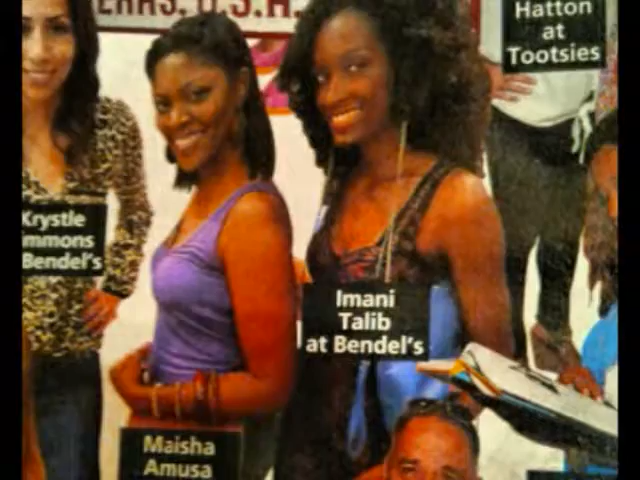 U.S.A.
Hatton
at
Tootsies
Krystle
mmons
Bendel's
Imani
Talib
at Bendel's
Maisha
Amusa